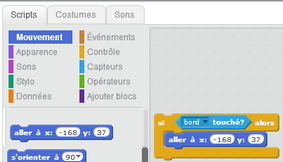 Scripts Costumes Sons
Mouvement Événements
Apparence Contrôle
Sons Capteurs
Stylo Opérateurs
Données Ajouter blocs
aller à x: -168 y: 37
s'orienter à 90
si bord touché? alors
aller à x: -168 y: 37